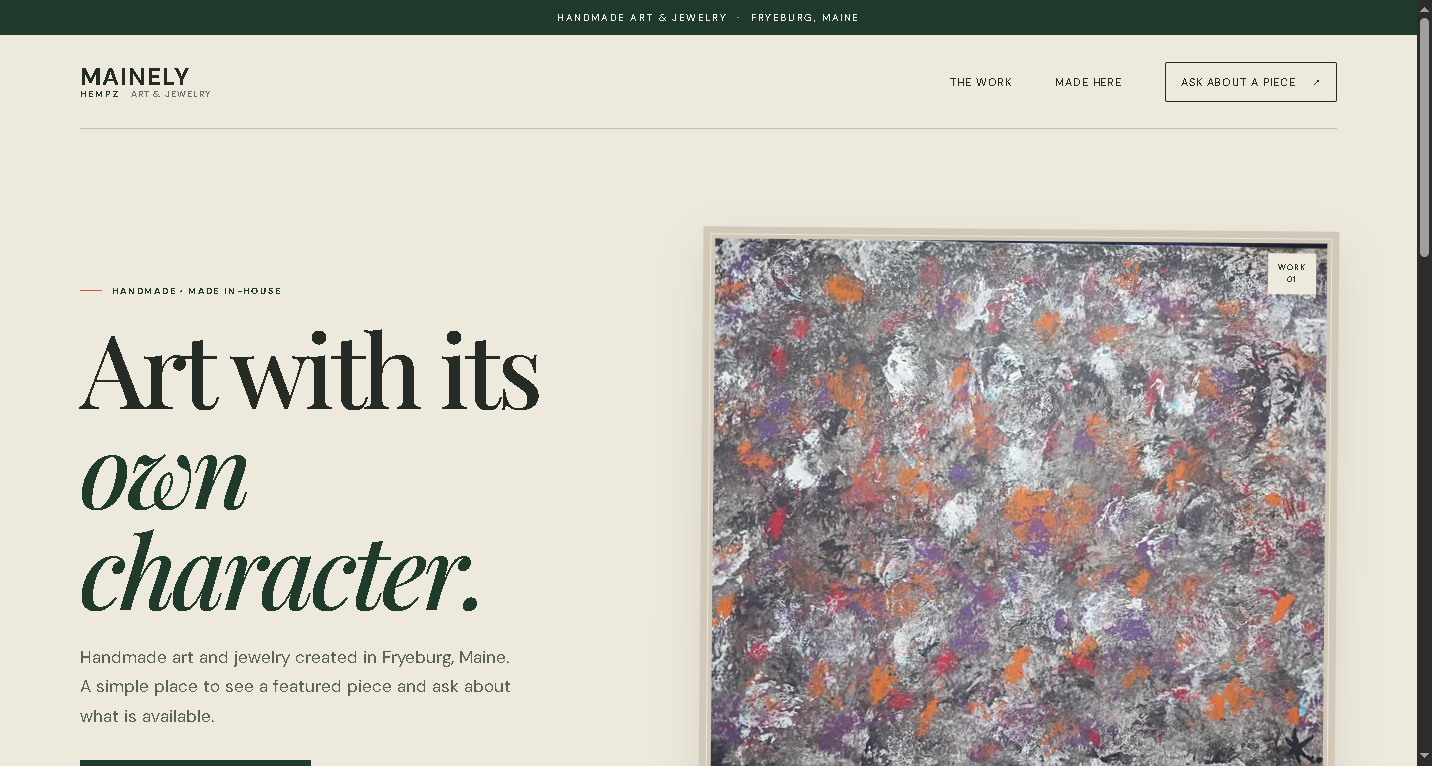 HANDMADE ART & JEWELRY · FRYEBURG, MAINE
MAINELY
HEMPZ ART & JEWELRY
THE WORK
MADE HERE
ASK ABOUT A PIECE ↗
HANDMADE · MADE IN-HOUSE
Art with its
own
character.
Handmade art and jewelry created in Fryeburg, Maine.
A simple place to see a featured piece and ask about
what is available.
WORK
01